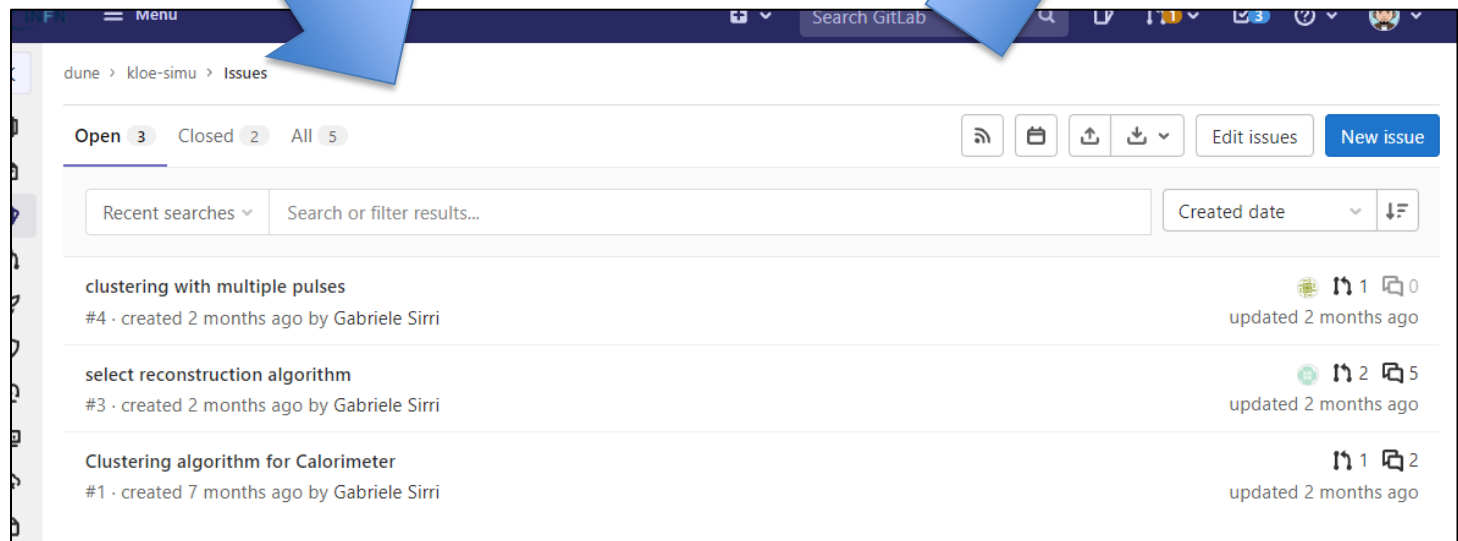 INFN Menu Search GitLab 1 3
dune > kloe-simu > Issues
Open 3 Closed 2 All 5 Edit issues New issue
Recent searches Search or filter results... Created date
clustering with multiple pulses 1 0
#4 · created 2 months ago by Gabriele Sirri updated 2 months ago
select reconstruction algorithm 2 5
#3 · created 2 months ago by Gabriele Sirri updated 2 months ago
Clustering algorithm for Calorimeter 1 2
#1 · created 7 months ago by Gabriele Sirri updated 2 months ago